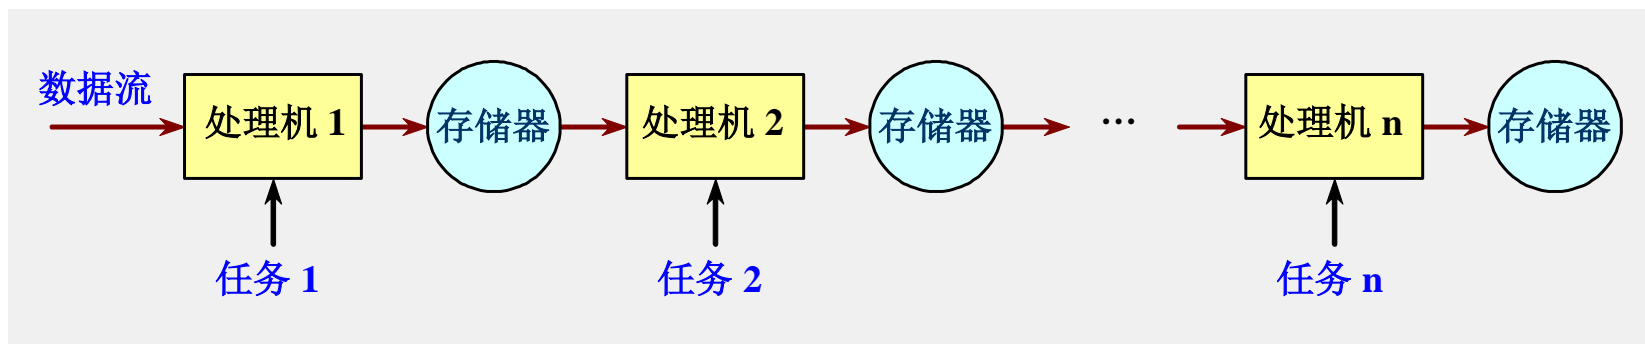 数据流
处理机 1
存储器
处理机 2
存储器
···
处理机 n
存储器
任务 1
任务 2
任务 n